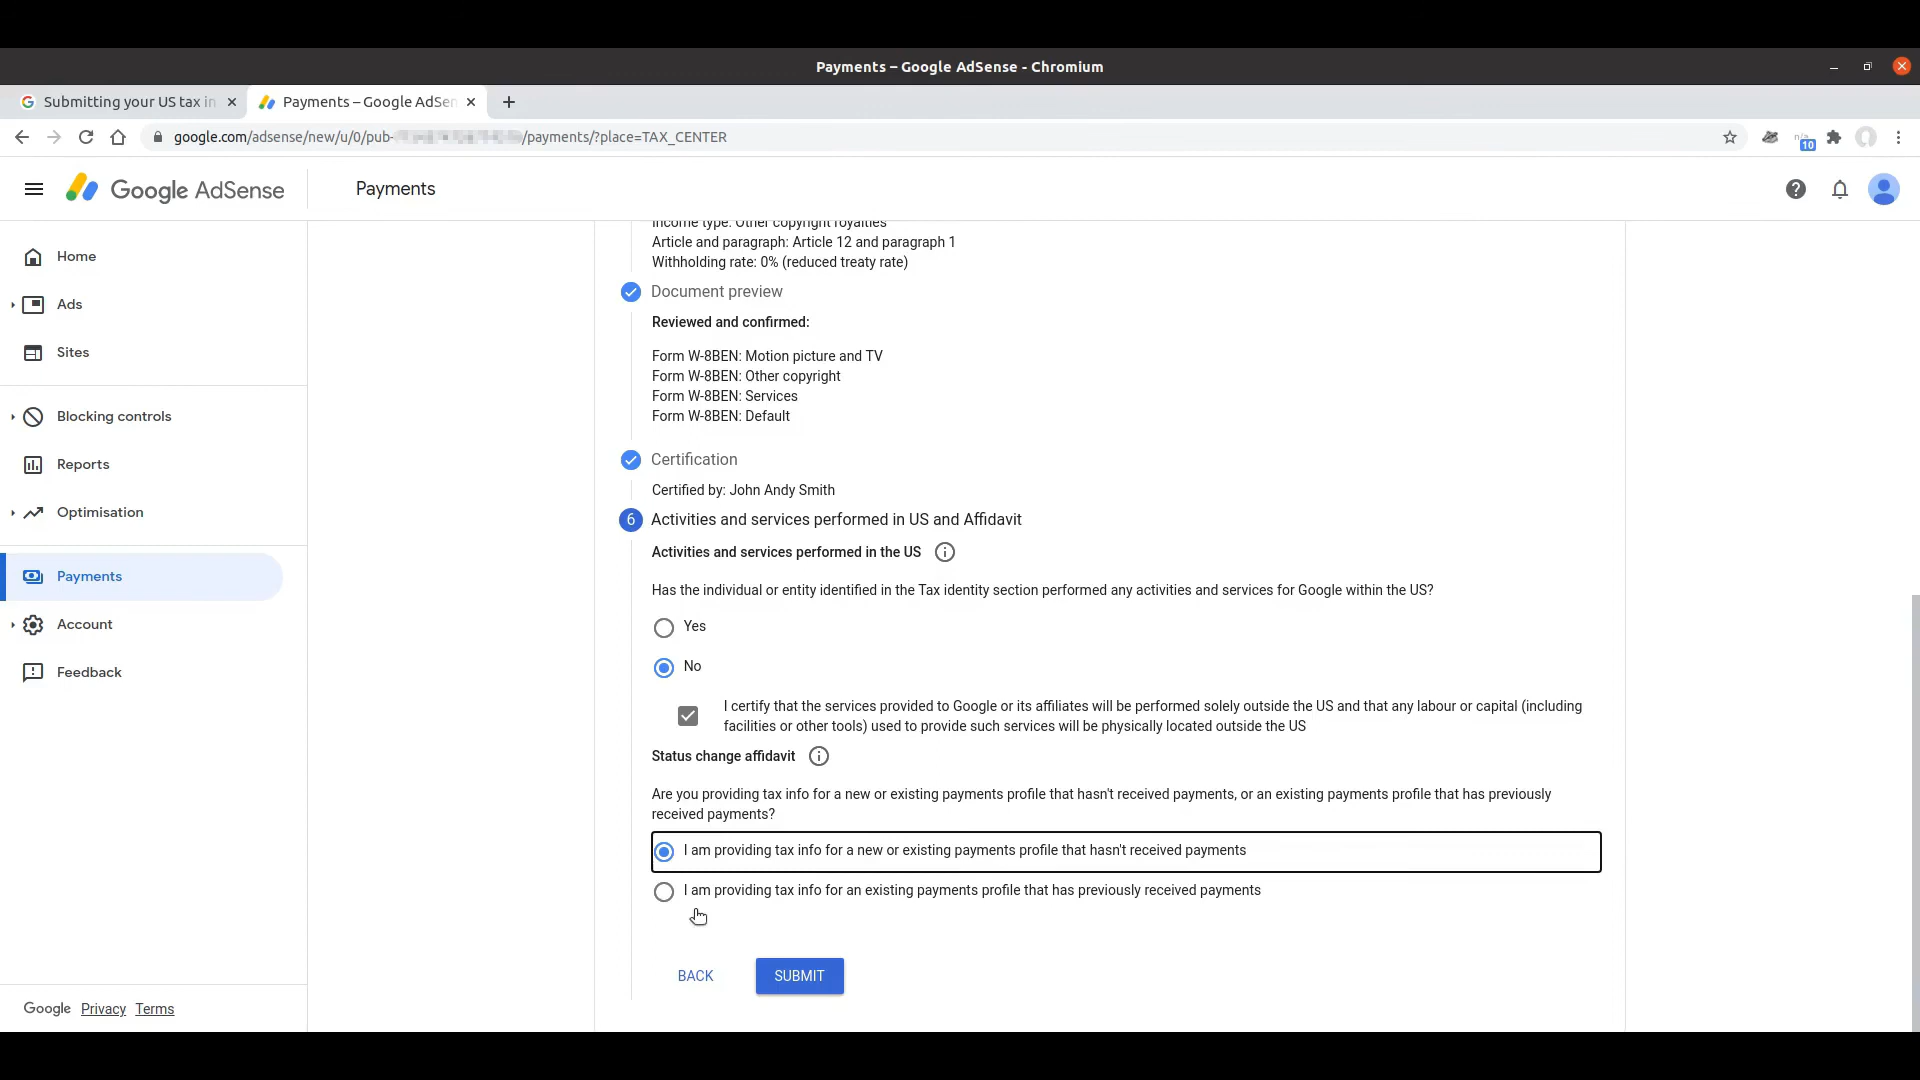 Payments – Google AdSense - Chromium
Submitting your US tax in
Payments – Google AdSen
google.com/adsense/new/u/0/pub-
/payments/?place=TAX_CENTER
10
Google AdSense
Payments
Home
Ads
Sites
Blocking controls
Reports
Optimisation
Payments
Account
Feedback
Google Privacy Terms
Income type: Other copyright royalties
Article and paragraph: Article 12 and paragraph 1
Withholding rate: 0% (reduced treaty rate)
Document preview
Reviewed and confirmed:
Form W-8BEN: Motion picture and TV
Form W-8BEN: Other copyright
Form W-8BEN: Services
Form W-8BEN: Default
Certification
Certified by: John Andy Smith
6 Activities and services performed in US and Affidavit
Activities and services performed in the US
Has the individual or entity identified in the Tax identity section performed any activities and services for Google within the US?
Yes
No
I certify that the services provided to Google or its affiliates will be performed solely outside the US and that any labour or capital (including
facilities or other tools) used to provide such services will be physically located outside the US
Status change affidavit
Are you providing tax info for a new or existing payments profile that hasn't received payments, or an existing payments profile that has previously
received payments?
I am providing tax info for a new or existing payments profile that hasn't received payments
I am providing tax info for an existing payments profile that has previously received payments
BACK
SUBMIT